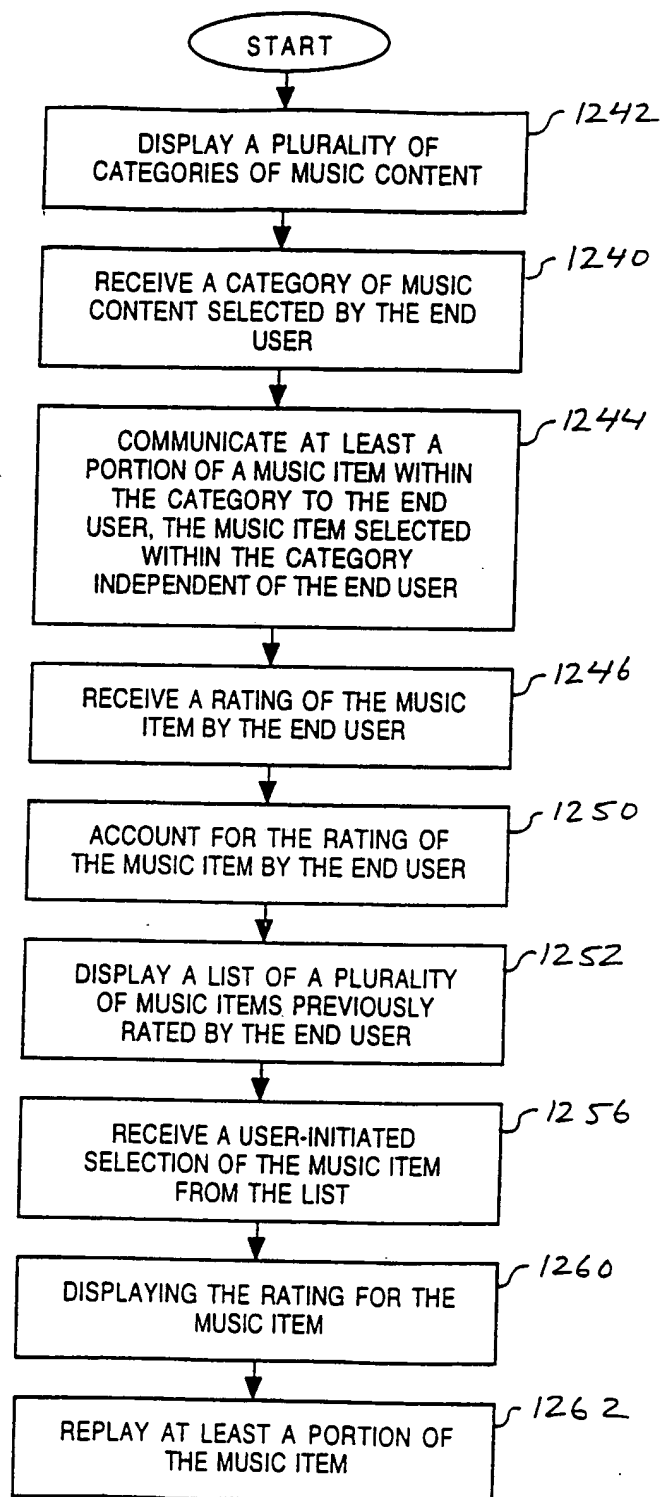 START
1242
DISPLAY A PLURALITY OF
CATEGORIES OF MUSIC CONTENT
1240
RECEIVE A CATEGORY OF MUSIC
CONTENT SELECTED BY THE END
USER
1244
COMMUNICATE AT LEAST A
PORTION OF A MUSIC ITEM WITHIN
THE CATEGORY TO THE END
USER, THE MUSIC ITEM SELECTED
WITHIN THE CATEGORY
INDEPENDENT OF THE END USER
1246
RECEIVE A RATING OF THE MUSIC
ITEM BY THE END USER
1250
ACCOUNT FOR THE RATING OF
THE MUSIC ITEM BY THE END USER
1252
DISPLAY A LIST OF A PLURALITY
OF MUSIC ITEMS PREVIOUSLY
RATED BY THE END USER
1256
RECEIVE A USER-INITIATED
SELECTION OF THE MUSIC ITEM
FROM THE LIST
1260
DISPLAYING THE RATING FOR THE
MUSIC ITEM
1262
REPLAY AT LEAST A PORTION OF
THE MUSIC ITEM